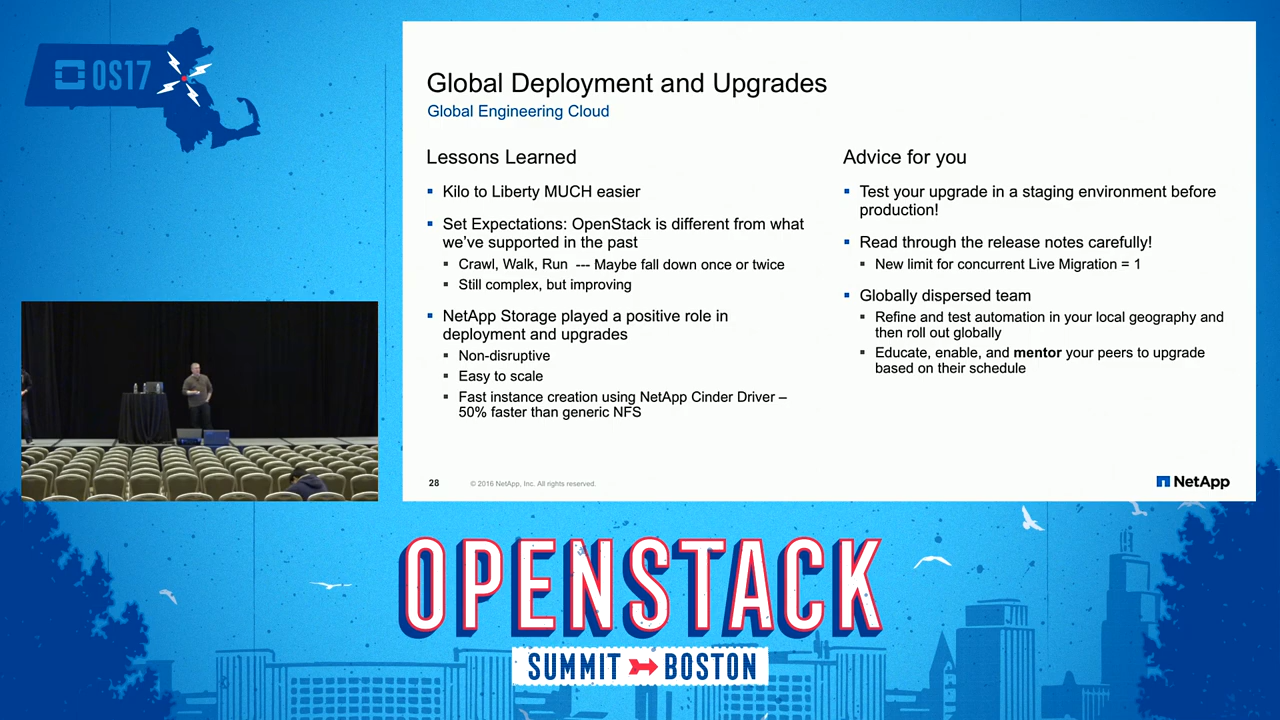 OS17
Global Deployment and Upgrades
Global Engineering Cloud
Lessons Learned
▪ Kilo to Liberty MUCH easier
▪ Set Expectations: OpenStack is different from what
we've supported in the past
▪ Crawl, Walk, Run --- Maybe fall down once or twice
▪ Still complex, but improving
▪ NetApp Storage played a positive role in
deployment and upgrades
▪ Non-disruptive
▪ Easy to scale
▪ Fast instance creation using NetApp Cinder Driver –
50% faster than generic NFS
Advice for you
▪ Test your upgrade in a staging environment before
production!
▪ Read through the release notes carefully!
▪ New limit for concurrent Live Migration = 1
▪ Globally dispersed team
▪ Refine and test automation in your local geography and
then roll out globally
▪ Educate, enable, and mentor your peers to upgrade
based on their schedule
28 © 2016 NetApp, Inc. All rights reserved.
NetApp
OPENSTACK
SUMMIT BOSTON